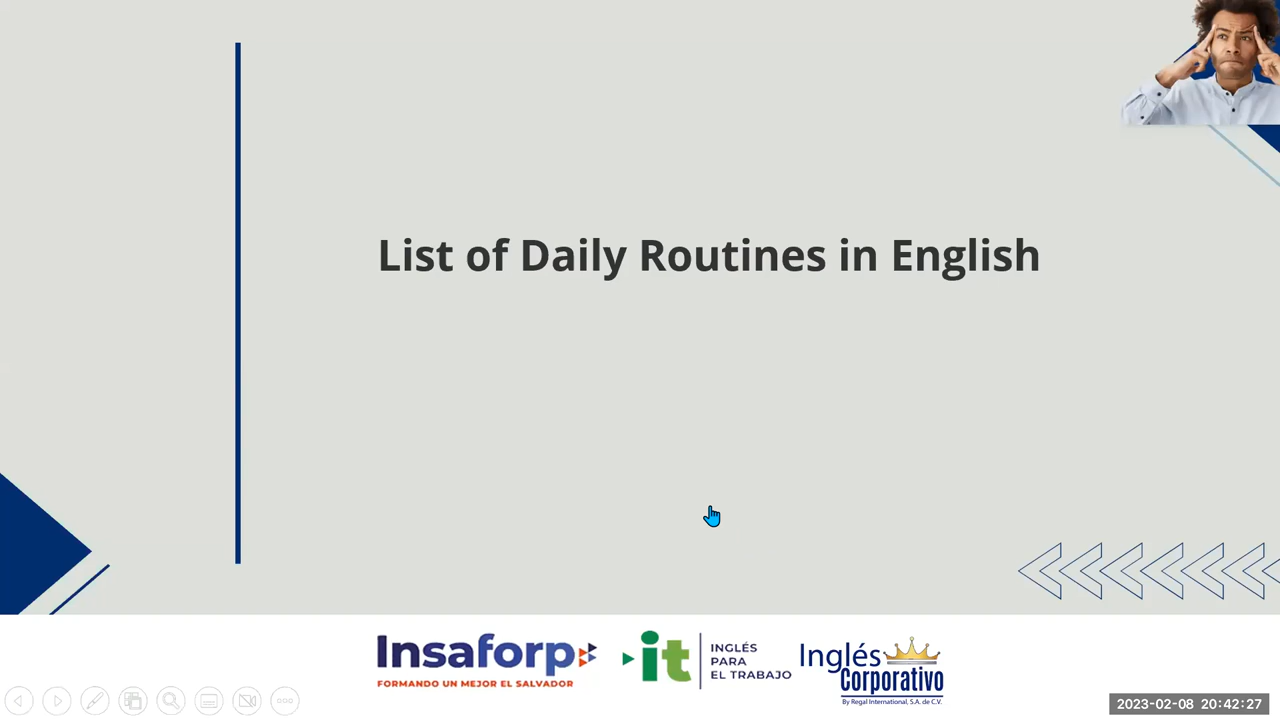 List of Daily Routines in English
Insaforp
FORMANDO UN MEJOR EL SALVADOR
it
INGLÉS
PARA
EL TRABAJO
Inglés
Corporativo
By Regal International, S.A. de C.V.
2023-02-08 20:42:27